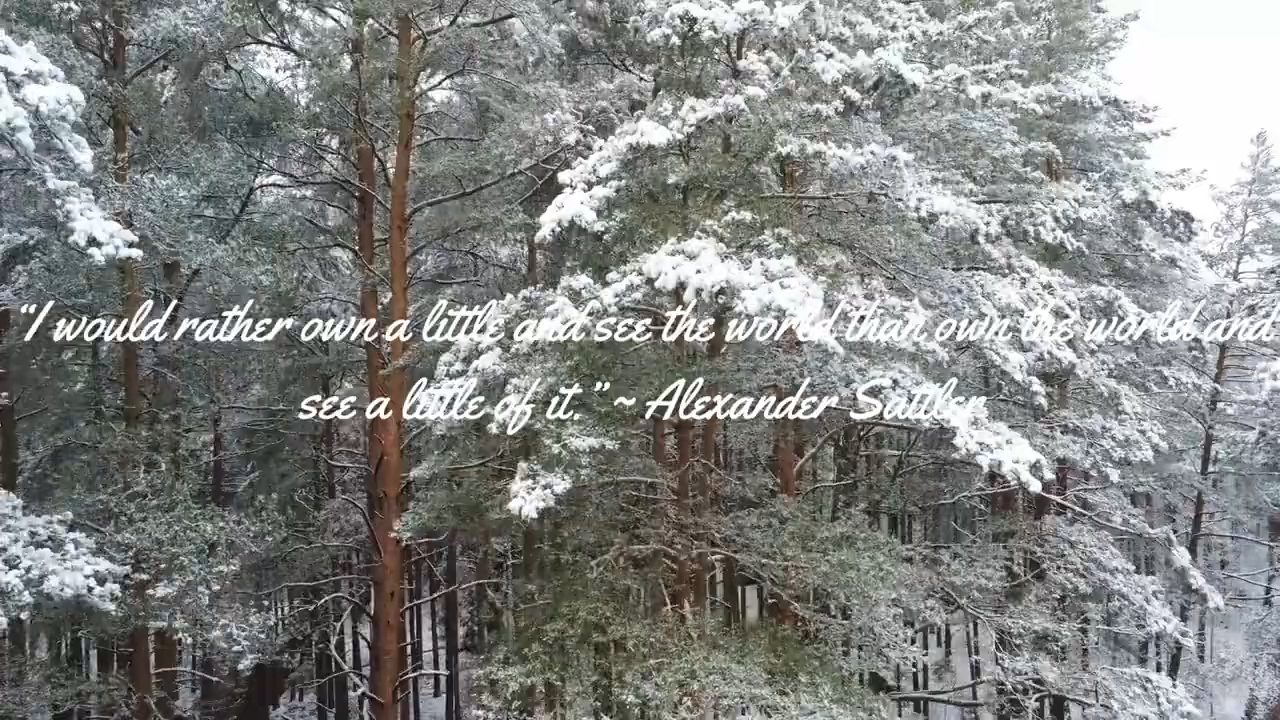 “I would rather own a little and see the world than own the world and
see a little of it.” ~ Alexander Sattler